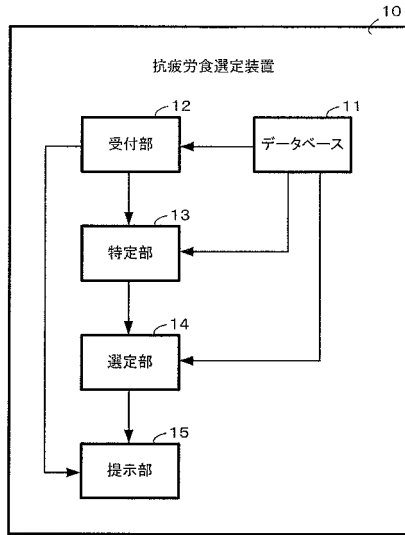 10
抗疲労食選定装置
12
受付部
11
データベース
13
特定部
14
選定部
15
提示部